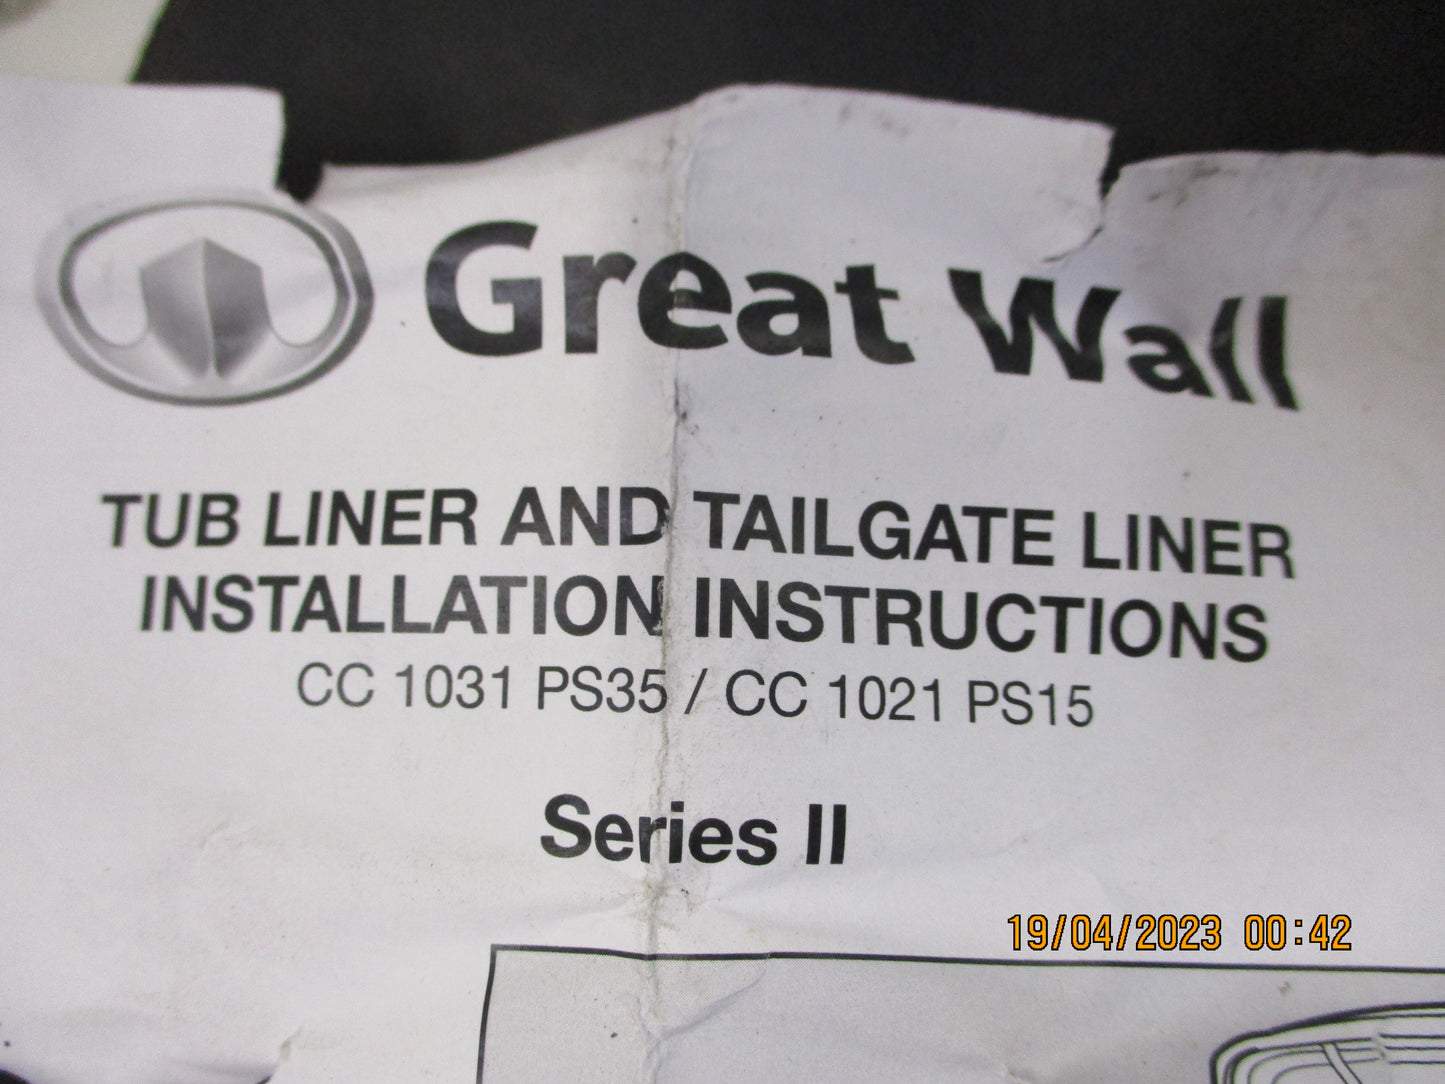 Great Wall
TUB LINER AND TAILGATE LINER
INSTALLATION INSTRUCTIONS
CC 1031 PS35 / CC 1021 PS15
Series II
19/04/2023 00:42